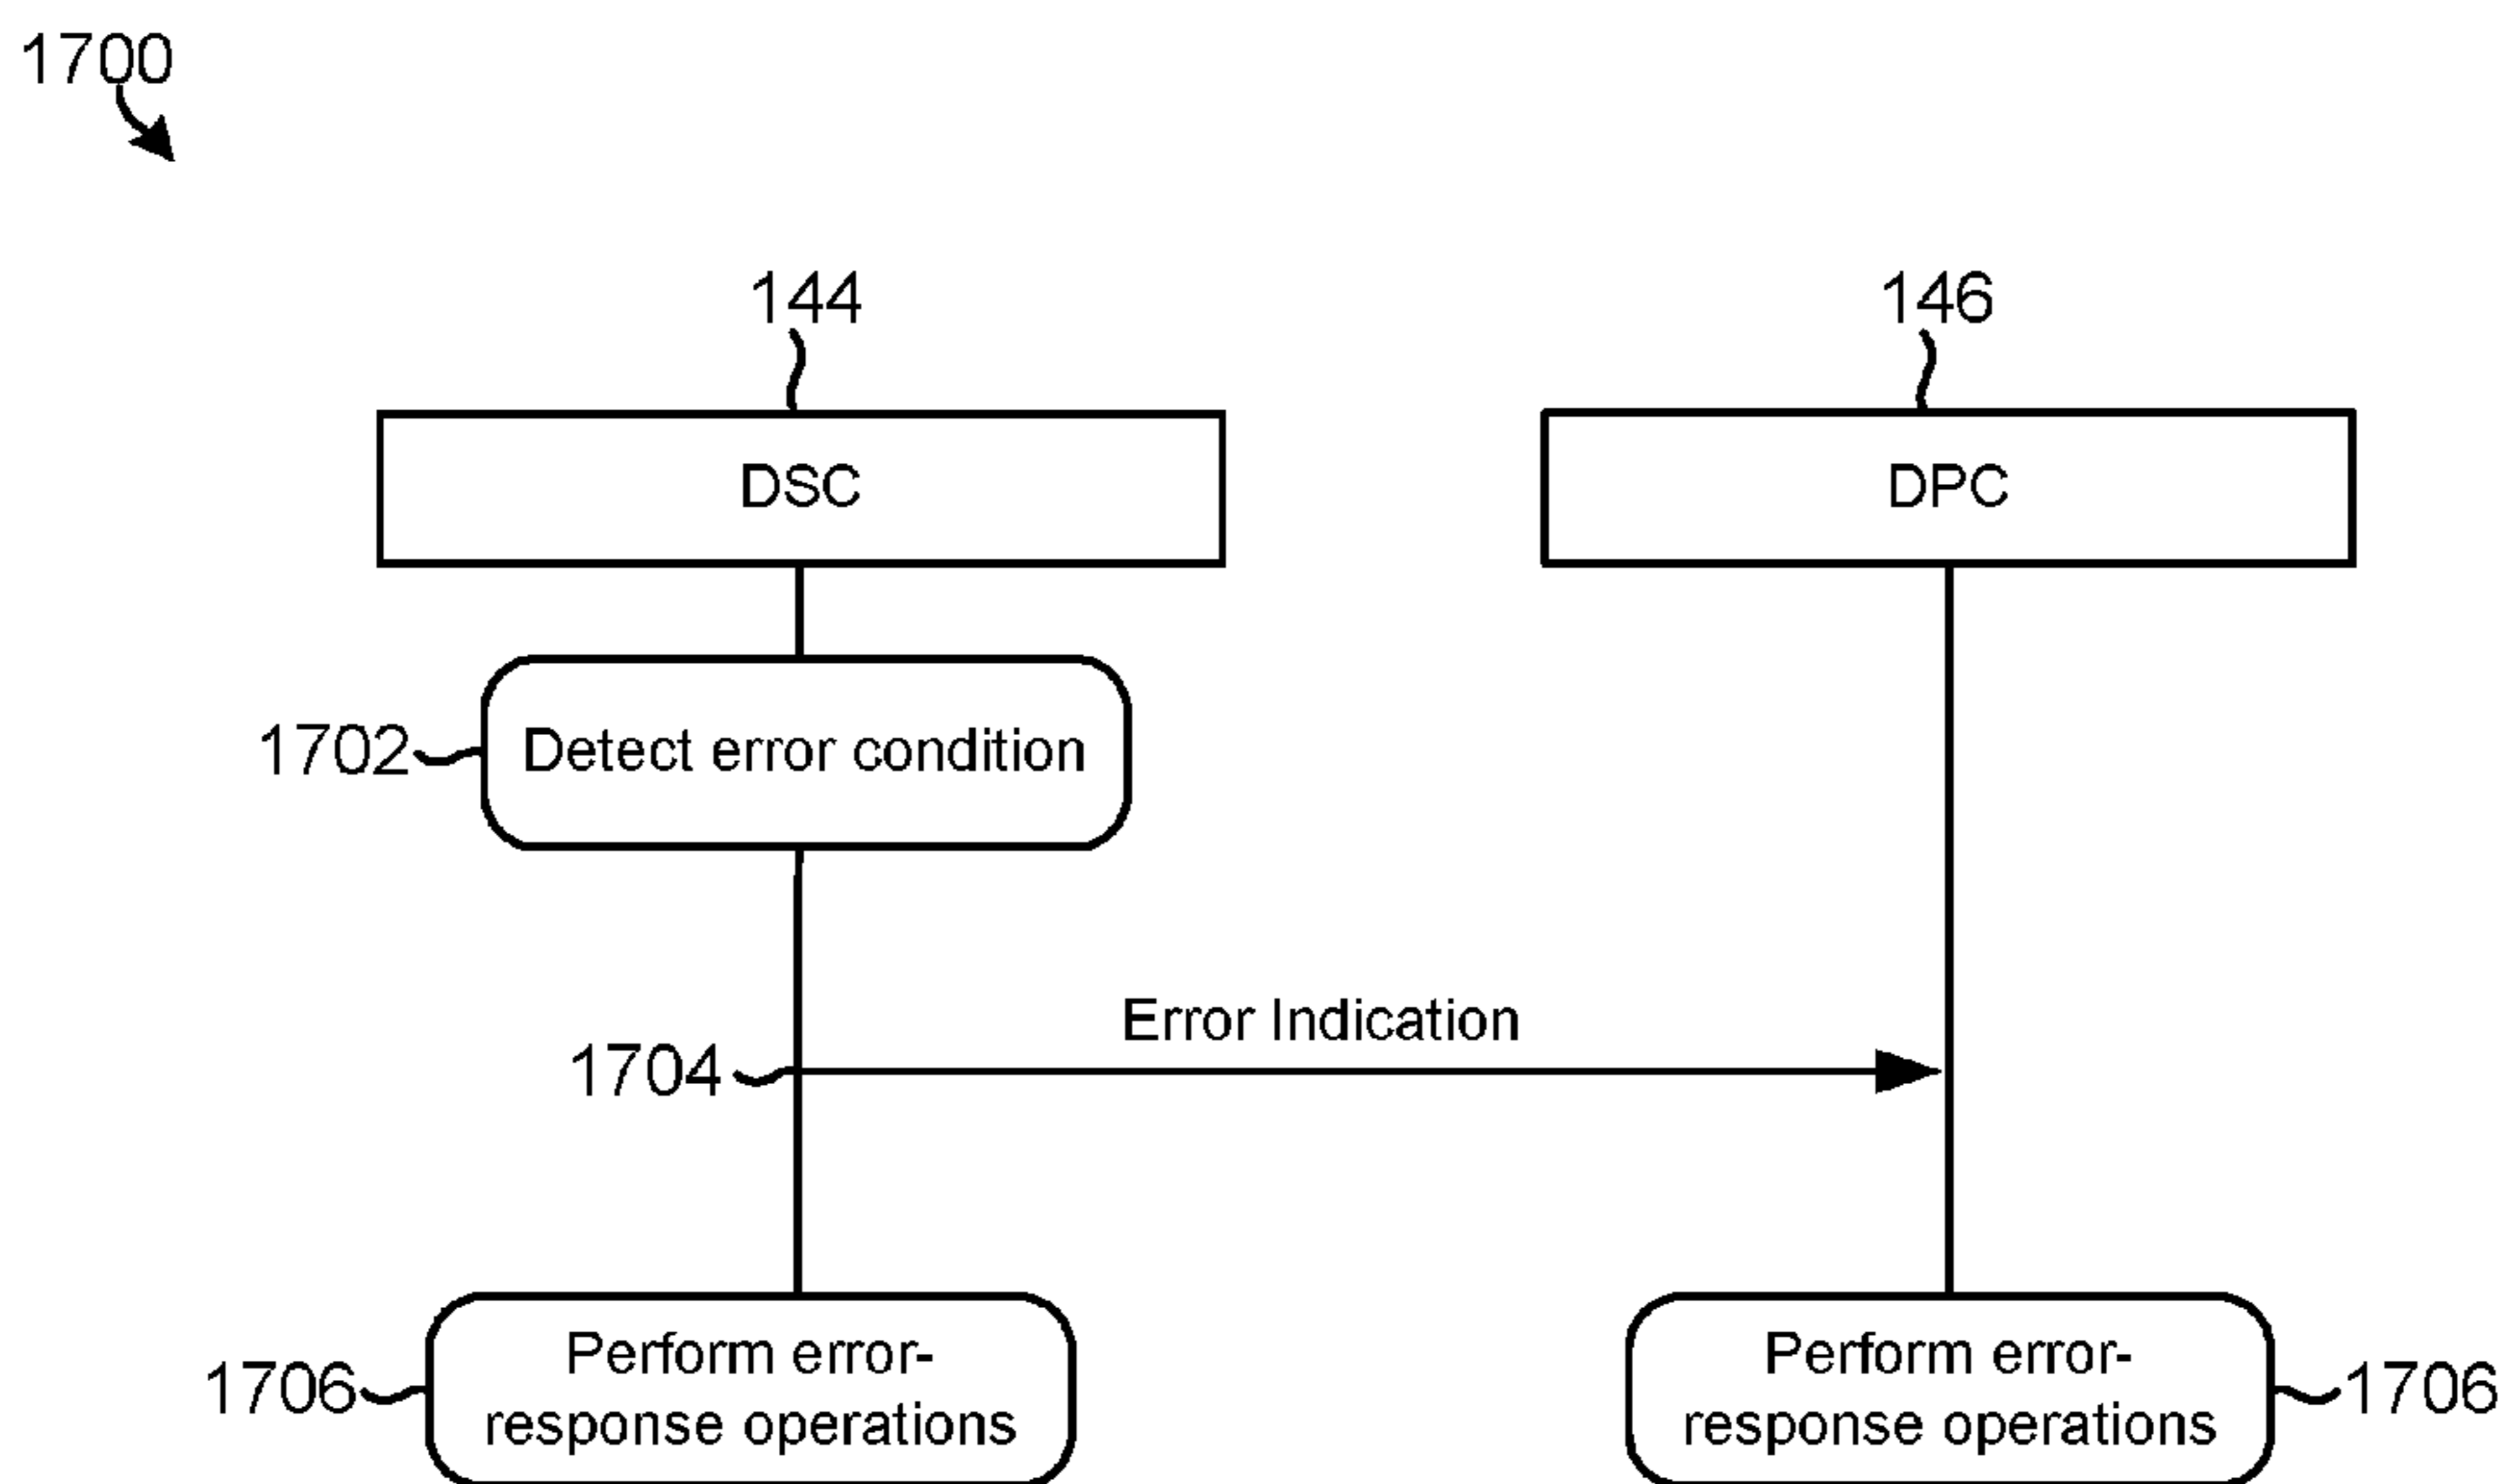 1700
144
146
DSC
DPC
1702
Detect error condition
Error Indication
1704
1706
Perform error-
response operations
Perform error-
response operations
1706